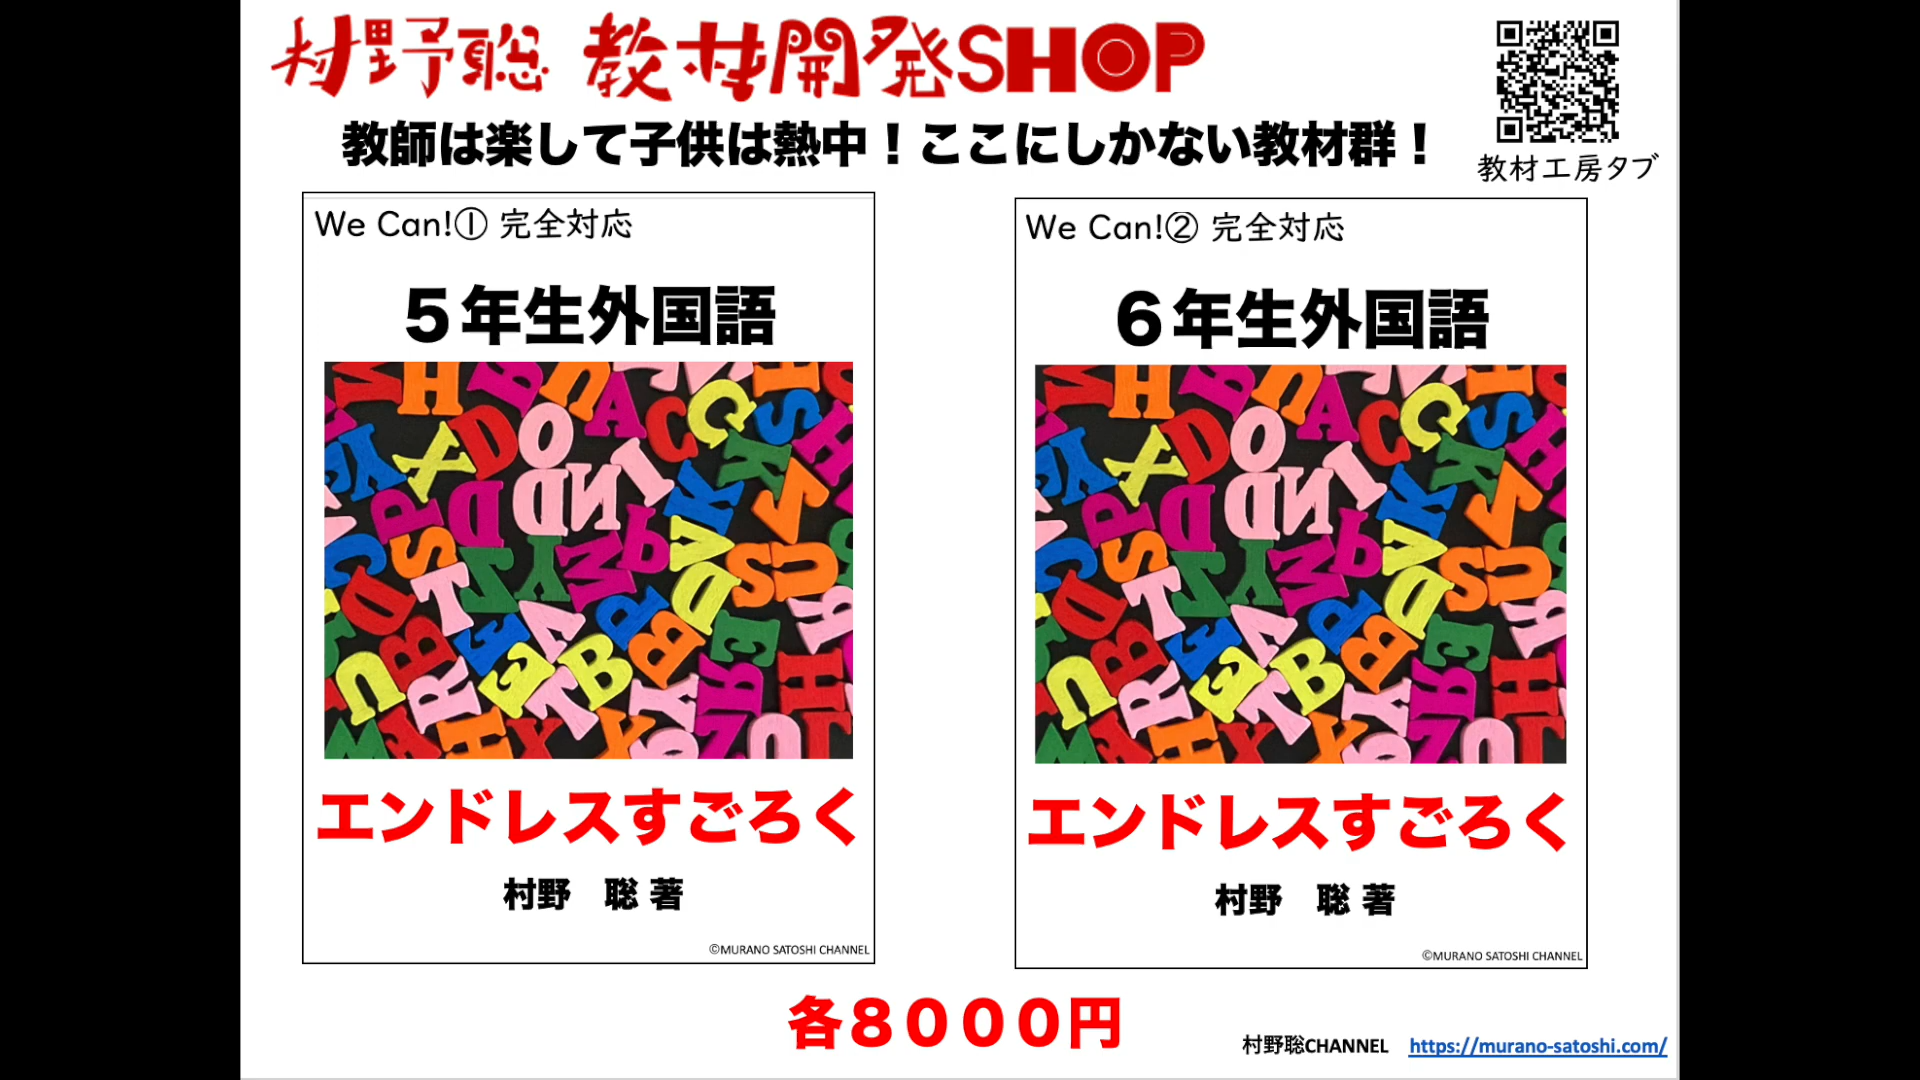 村野聡 教材開発SHOP
教師は楽して子供は熱中！ここにしかない教材群！
教材工房タブ
We Can!① 完全対応
５年生外国語
エンドレスすごろく
村野　聡 著
©MURANO SATOSHI CHANNEL
We Can!② 完全対応
６年生外国語
エンドレスすごろく
村野　聡 著
©MURANO SATOSHI CHANNEL
各８０００円
村野聡CHANNEL https://murano-satoshi.com/